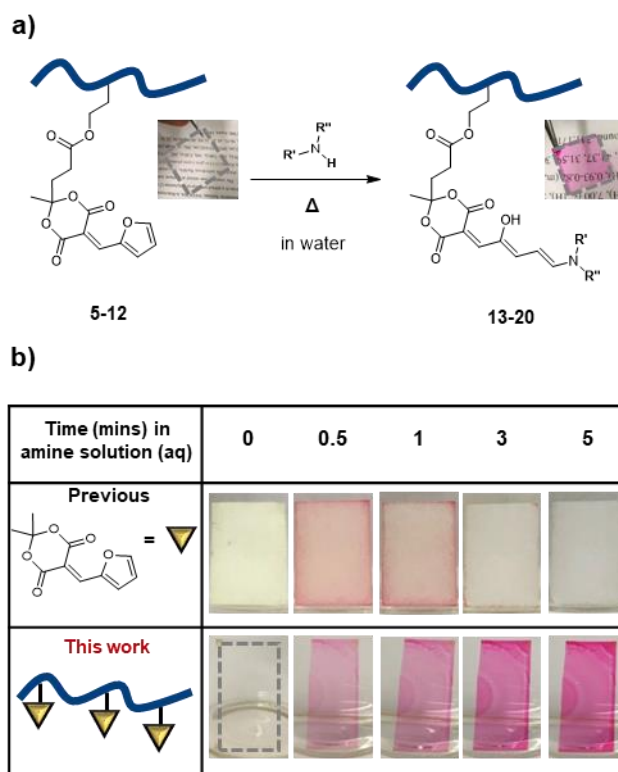 a)
O
O
R''
N
R'
H
O O
O O
O
Δ
in water
O
O
O O
O O
OH
R'
N
R''
5-12
13-20
b)
Time (mins) in
amine solution (aq)
0 0.5 1 3 5
Previous
O O
O O
O
=
This work